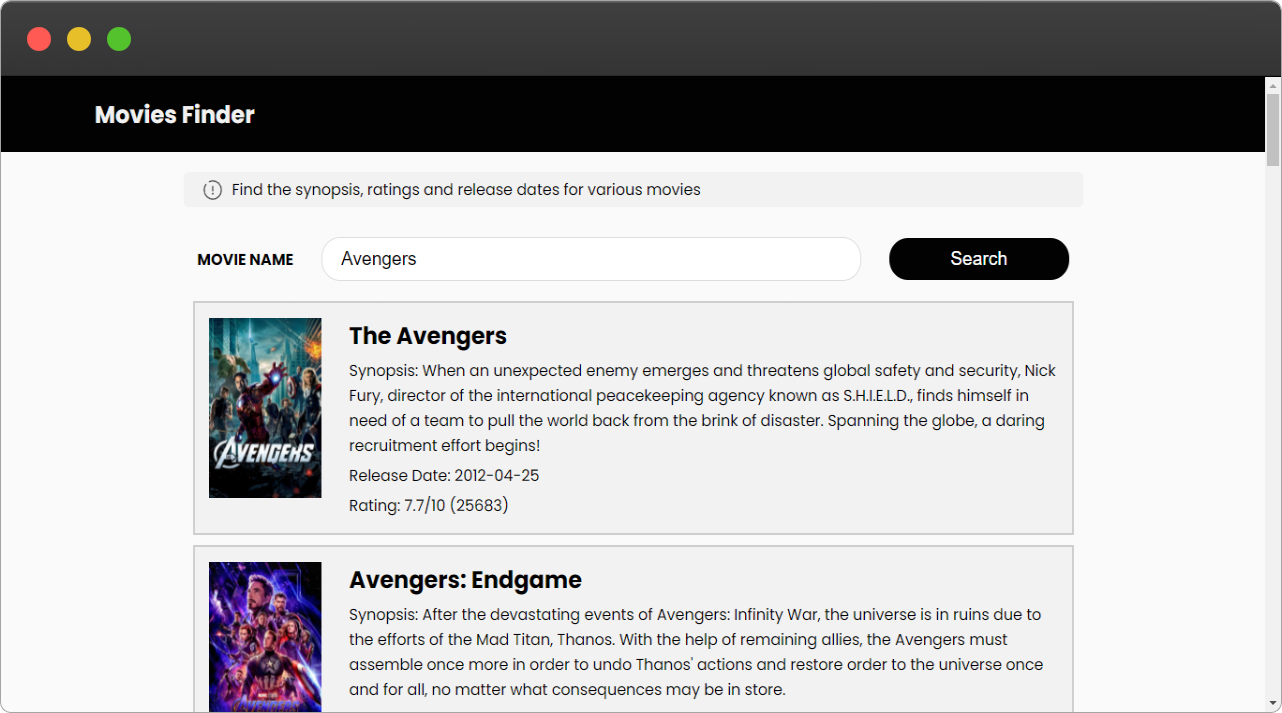 Movies Finder
Find the synopsis, ratings and release dates for various movies
MOVIE NAME
Avengers
Search
AVENGERS
The Avengers
Synopsis: When an unexpected enemy emerges and threatens global safety and security, Nick
Fury, director of the international peacekeeping agency known as S.H.I.E.L.D., finds himself in
need of a team to pull the world back from the brink of disaster. Spanning the globe, a daring
recruitment effort begins!
Release Date: 2012-04-25
Rating: 7.7/10 (25683)
AVENGERS
Avengers: Endgame
Synopsis: After the devastating events of Avengers: Infinity War, the universe is in ruins due to
the efforts of the Mad Titan, Thanos. With the help of remaining allies, the Avengers must
assemble once more in order to undo Thanos' actions and restore order to the universe once
and for all, no matter what consequences may be in store.